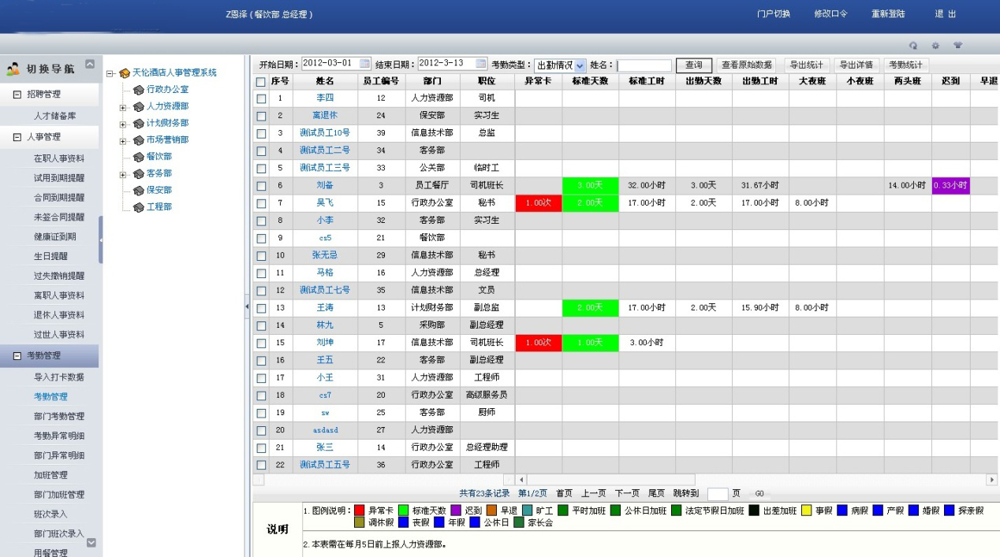 Z恩泽（餐饮部 总经理） 门户切换 修改口令 重新登陆 退 出
切换导航
招聘管理
人才储备库
人事管理
在职人事资料
试用到期提醒
合同到期提醒
未签合同提醒
健康证到期
生日提醒
过失撤销提醒
离职人事资料
退休人事资料
过世人事资料
考勤管理
导入打卡数据
考勤管理
部门考勤管理
考勤异常明细
部门异常明细
加班管理
部门加班管理
班次录入
部门班次录入
用餐管理
天伦酒店人事管理系统
行政办公室
人力资源部
计划财务部
市场营销部
餐饮部
客务部
保安部
工程部
开始日期：2012-03-01 结束日期：2012-3-13 考勤类型：出勤情况 姓名： 查询 查看原始数据 导出统计 导出详情 考勤统计
序号 姓名 员工编号 部门 职位 异常卡 标准天数 标准工时 出勤天数 出勤工时 大夜班 小夜班 两头班 迟到 早退
1 李四 12 人力资源部 司机
2 离退休 24 保安部 实习生
3 测试员工10号 39 信息技术部 总监
4 测试员工二号 34 客务部
5 测试员工三号 33 公关部 临时工
6 刘备 3 员工餐厅 司机班长 3.00天 32.00小时 3.00天 31.67小时 14.00小时 0.33小时
7 吴飞 15 行政办公室 秘书 1.00次 2.00天 17.00小时 2.00天 17.00小时 8.00小时
8 小李 32 客务部 实习生
9 cs5 21 餐饮部
10 张无忌 29 信息技术部 秘书
11 马格 16 人力资源部 总经理
12 测试员工七号 35 信息技术部 文员
13 王涛 13 计划财务部 副总监 2.00天 17.00小时 2.00天 15.90小时 8.00小时
14 林九 5 采购部 副总经理
15 刘坤 17 信息技术部 司机班长 1.00次 1.00天 3.00小时
16 王五 22 客务部 副总经理
17 小王 31 人力资源部 工程师
18 cs7 20 行政办公室 高级服务员
19 sw 25 客务部 厨师
20 asdasd 27 人力资源部
21 张三 14 行政办公室 总经理助理
22 测试员工五号 36 行政办公室 工程师
共有23条记录 第1/2页 首页 上一页 下一页 尾页 跳转到 页 GO
说明
1.图例说明： 异常卡 标准天数 迟到 早退 旷工 平时加班 公休日加班 法定节假日加班 出差加班 事假 病假 产假 婚假 探亲假
调休假 丧假 年假 公休日 家长会
2.本表需在每月5日前上报人力资源部。